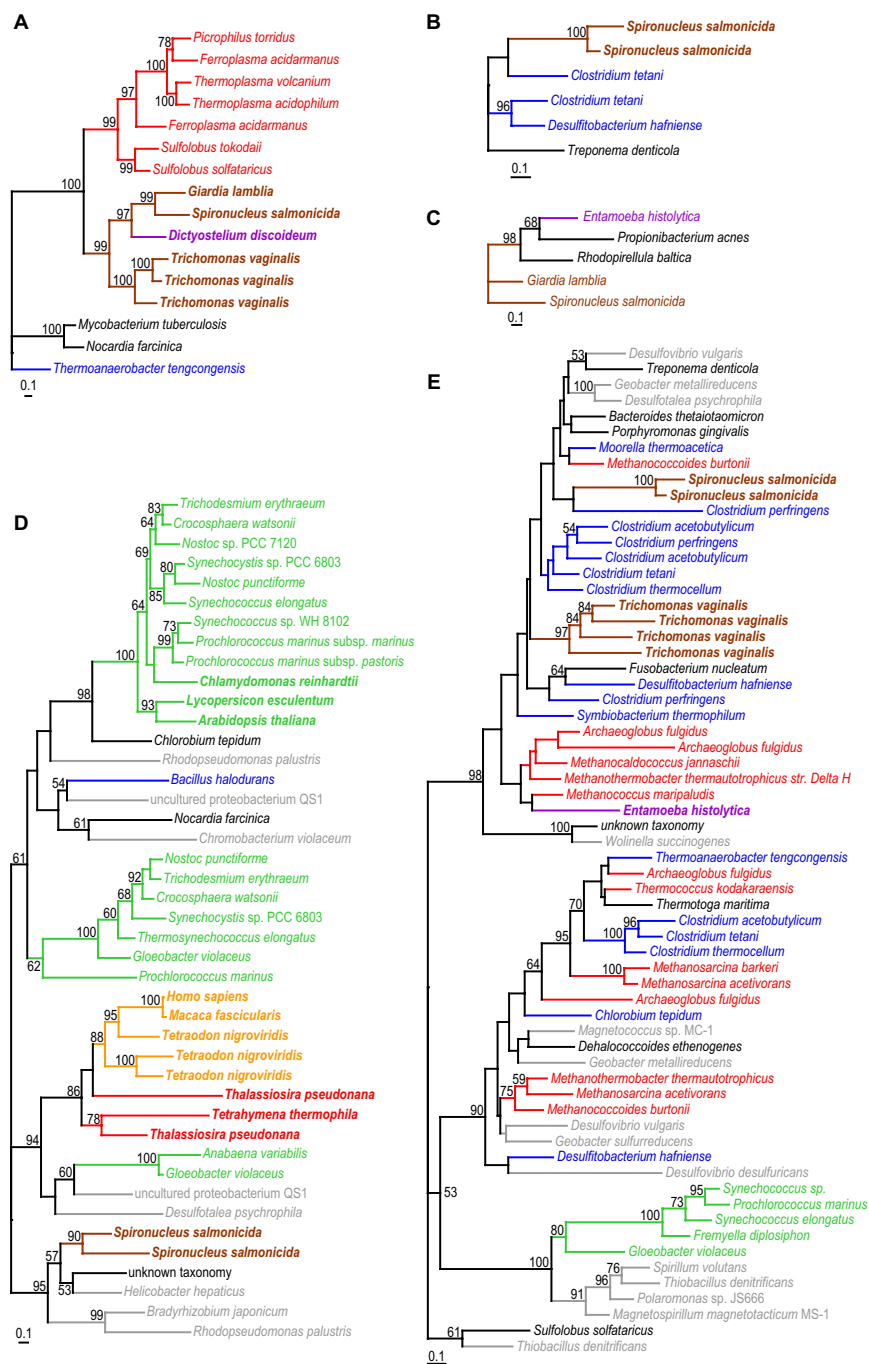 A
78
Picrophilus torridus
Ferroplasma acidarmanus
100
Thermoplasma volcanium
97
100
Thermoplasma acidophilum
99
Ferroplasma acidarmanus
Sulfolobus tokodaii
99
Sulfolobus solfataricus
100
99
Giardia lamblia
97
Spironucleus salmonicida
Dictyostelium discoideum
99
100
Trichomonas vaginalis
100
Trichomonas vaginalis
Trichomonas vaginalis
100
Mycobacterium tuberculosis
Nocardia farcinica
Thermoanaerobacter tengcongensis
0.1
B
100
Spironucleus salmonicida
Spironucleus salmonicida
Clostridium tetani
96
Clostridium tetani
Desulfitobacterium hafniense
Treponema denticola
0.1
C
68
Entamoeba histolytica
98
Propionibacterium acnes
Rhodopirellula baltica
Giardia lamblia
Spironucleus salmonicida
0.1
D
83
Trichodesmium erythraeum
64
Crocosphaera watsonii
Nostoc sp. PCC 7120
69
80
Synechocystis sp. PCC 6803
85
Nostoc punctiforme
Synechococcus elongatus
64
73
Synechococcus sp. WH 8102
99
Prochlorococcus marinus subsp. marinus
100
Prochlorococcus marinus subsp. pastoris
Chlamydomonas reinhardtii
98
93
Lycopersicon esculentum
Arabidopsis thaliana
Chlorobium tepidum
Rhodopseudomonas palustris
54
Bacillus halodurans
uncultured proteobacterium QS1
61
Nocardia farcinica
Chromobacterium violaceum
61
92
Nostoc punctiforme
68
Trichodesmium erythraeum
60
Crocosphaera watsonii
100
Synechocystis sp. PCC 6803
Thermosynechococcus elongatus
62
Gloeobacter violaceus
Prochlorococcus marinus
100
Homo sapiens
95
Macaca fascicularis
88
Tetraodon nigroviridis
100
Tetraodon nigroviridis
Tetraodon nigroviridis
86
Thalassiosira pseudonana
78
Tetrahymena thermophila
Thalassiosira pseudonana
94
100
Anabaena variabilis
60
Gloeobacter violaceus
uncultured proteobacterium QS1
Desulfotalea psychrophila
90
Spironucleus salmonicida
57
Spironucleus salmonicida
53
unknown taxonomy
95
Helicobacter hepaticus
99
Bradyrhizobium japonicum
Rhodopseudomonas palustris
0.1
E
53
Desulfovibrio vulgaris
Treponema denticola
100
Geobacter metallireducens
Desulfotalea psychrophila
Bacteroides thetaiotaomicron
Porphyromonas gingivalis
Moorella thermoacetica
Methanococcoides burtonii
100
Spironucleus salmonicida
Spironucleus salmonicida
Clostridium perfringens
54
Clostridium acetobutylicum
Clostridium perfringens
Clostridium acetobutylicum
Clostridium tetani
Clostridium thermocellum
84
Trichomonas vaginalis
84
Trichomonas vaginalis
97
Trichomonas vaginalis
Trichomonas vaginalis
64
Fusobacterium nucleatum
Desulfitobacterium hafniense
Clostridium perfringens
Symbiobacterium thermophilum
Archaeoglobus fulgidus
Archaeoglobus fulgidus
Methanocaldococcus jannaschii
98
Methanothermobacter thermautotrophicus str. Delta H
Methanococcus maripaludis
Entamoeba histolytica
100
unknown taxonomy
Wolinella succinogenes
Thermoanaerobacter tengcongensis
Archaeoglobus fulgidus
70
Thermococcus kodakaraensis
Thermotoga maritima
96
Clostridium acetobutylicum
95
100
Clostridium tetani
Clostridium thermocellum
64
100
Methanosarcina barkeri
Methanosarcina acetivorans
Archaeoglobus fulgidus
Chlorobium tepidum
Magnetococcus sp. MC-1
Dehalococcoides ethenogenes
Geobacter metallireducens
59
Methanothermobacter thermautotrophicus
75
Methanosarcina acetivorans
90
Methanococcoides burtonii
Desulfovibrio vulgaris
Geobacter sulfurreducens
Desulfitobacterium hafniense
Desulfovibrio desulfuricans
53
95
Synechococcus sp.
73
Prochlorococcus marinus
100
Synechococcus elongatus
80
Fremyella diplosiphon
Gloeobacter violaceus
100
76
Spirillum volutans
96
Thiobacillus denitrificans
91
Polaromonas sp. JS666
Magnetospirillum magnetotacticum MS-1
61
Sulfolobus solfataricus
Thiobacillus denitrificans
0.1